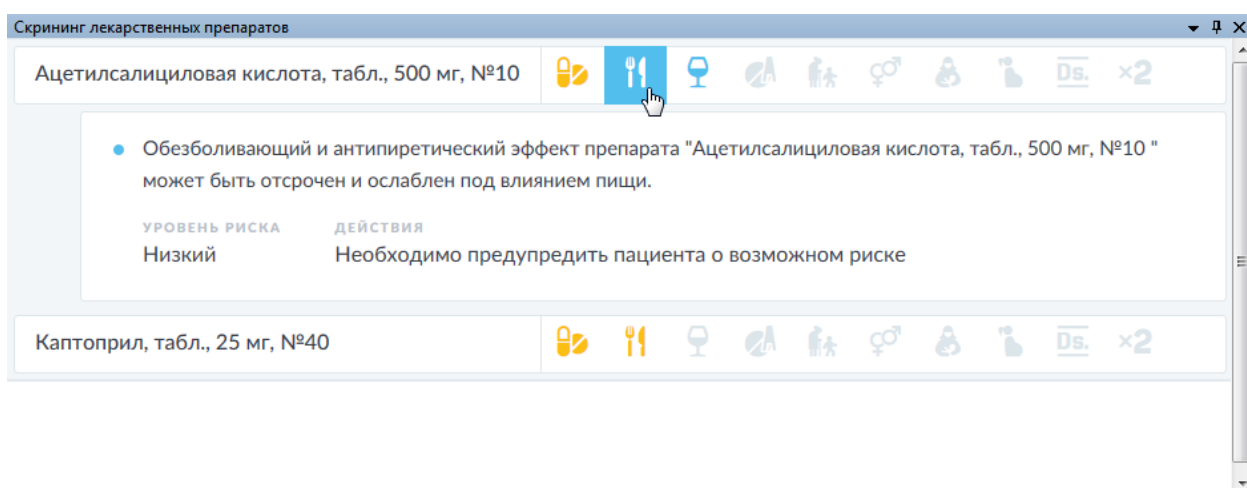 Скрининг лекарственных препаратов
Ацетилсалициловая кислота, табл., 500 мг, №10
Ds. ×2
Обезболивающий и антипиретический эффект препарата "Ацетилсалициловая кислота, табл., 500 мг, №10 "
может быть отсрочен и ослаблен под влиянием пищи.
УРОВЕНЬ РИСКА ДЕЙСТВИЯ
Низкий Необходимо предупредить пациента о возможном риске
Каптоприл, табл., 25 мг, №40
Ds. ×2